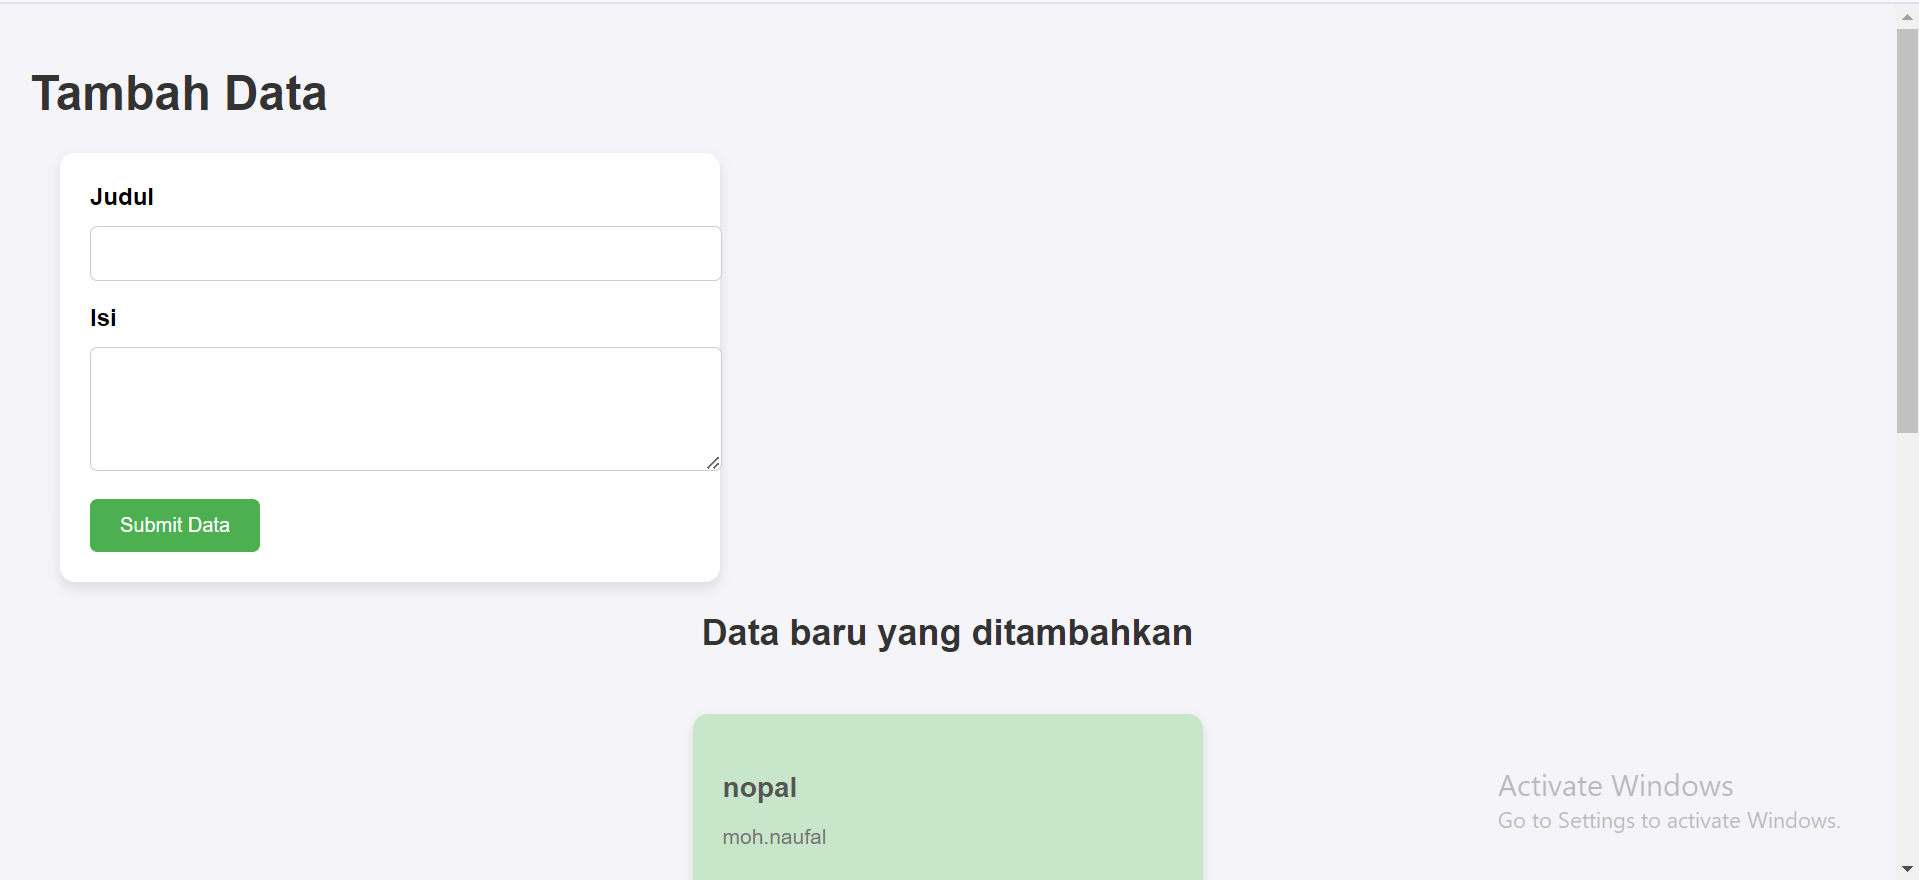 Tambah Data
Judul
Isi
Submit Data
Data baru yang ditambahkan
nopal
moh.naufal
Activate Windows
Go to Settings to activate Windows.